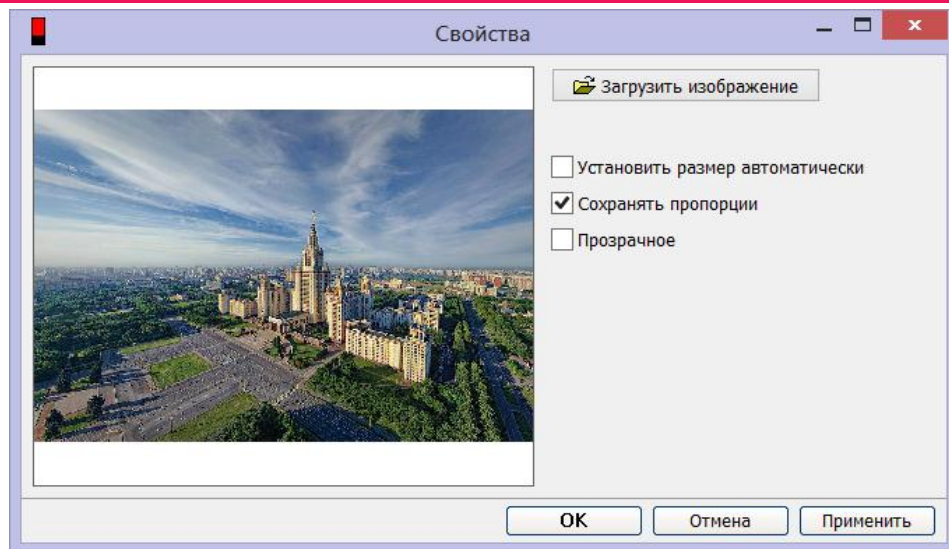 Свойства
Загрузить изображение
Установить размер автоматически
Сохранять пропорции
Прозрачное
OK
Отмена
Применить